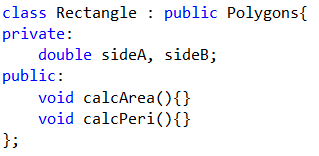 class Rectangle : public Polygons{
private:
    double sideA, sideB;
public:
    void calcArea(){}
    void calcPeri(){}
};